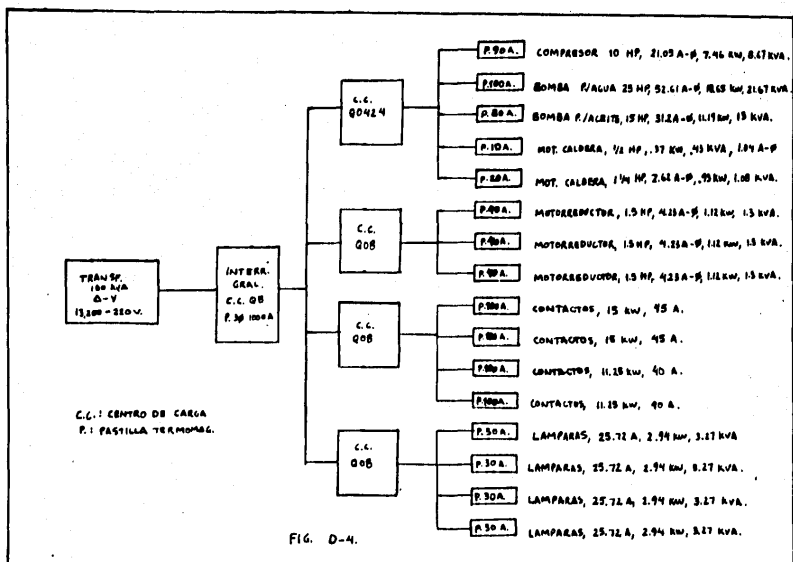 TRANSF.
100 KVA
Δ-Y
13,200 - 220 V.
INTERR.
GRAL.
C.C. QB
P. 3Ø 1000 A
C.C.
QO424
C.C.
QOB
C.C.
QOB
C.C.
QOB
P. 90 A. COMPRESOR 10 HP, 21.05 A-Ø, 7.46 KW, 8.67 KVA.
P. 100 A. BOMBA P/AGUA 25 HP, 52.61 A-Ø, 18.65 KW, 21.67 KVA.
P. 80 A. BOMBA P./ACEITE, 15 HP, 31.2 A-Ø, 11.19 KW, 13 KVA.
P. 10 A. MOT. CALDERA, 1/2 HP, .37 KW, .43 KVA, 1.04 A-Ø
P. 20 A. MOT. CALDERA, 1 1/4 HP, 2.62 A-Ø, .93 KW, 1.08 KVA.
P. 40 A. MOTORREDUCTOR, 1.5 HP, 4.23 A-Ø, 1.12 KW, 1.3 KVA.
P. 40 A. MOTORREDUCTOR, 1.5 HP, 4.23 A-Ø, 1.12 KW, 1.3 KVA.
P. 40 A. MOTORREDUCTOR, 1.5 HP, 4.23 A-Ø, 1.12 KW, 1.3 KVA.
P. 100 A. CONTACTOS, 15 KW, 45 A.
CONTACTOS, 15 KW, 45 A.
P. 100 A. CONTACTOS, 11.25 KW, 40 A.
P. 100 A. CONTACTOS, 11.25 KW, 40 A.
P. 30 A. LAMPARAS, 25.72 A, 2.94 KW, 3.27 KVA
P. 30 A. LAMPARAS, 25.72 A, 2.94 KW, 3.27 KVA.
P. 30 A. LAMPARAS, 25.72 A, 2.94 KW, 3.27 KVA.
P. 30 A. LAMPARAS, 25.72 A, 2.94 KW, 3.27 KVA.
C.C.: CENTRO DE CARGA
P.: PASTILLA TERMOMAG.
FIG. D-4.